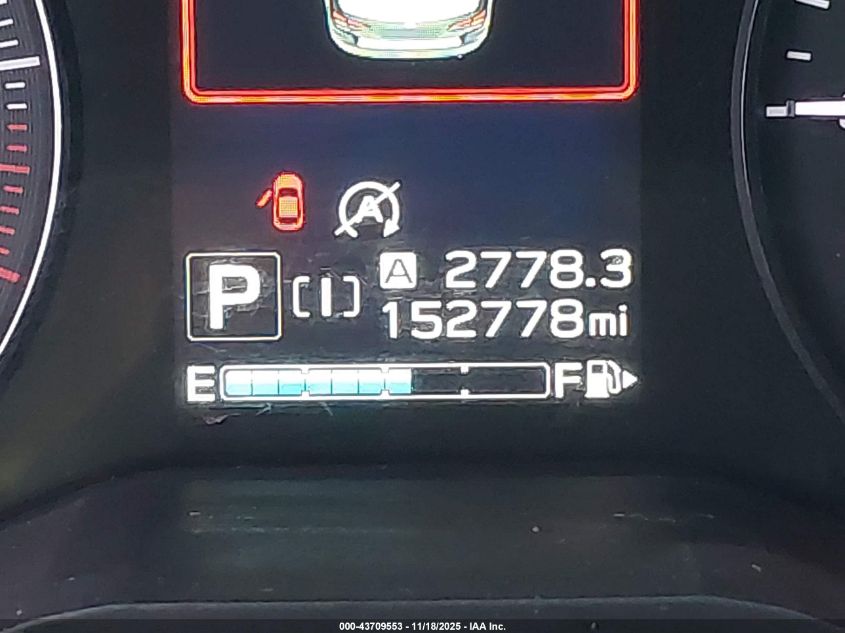 A 2778.3
P [I] 152778mi
E F
000-43709553 - 11/18/2025 - IAA Inc.